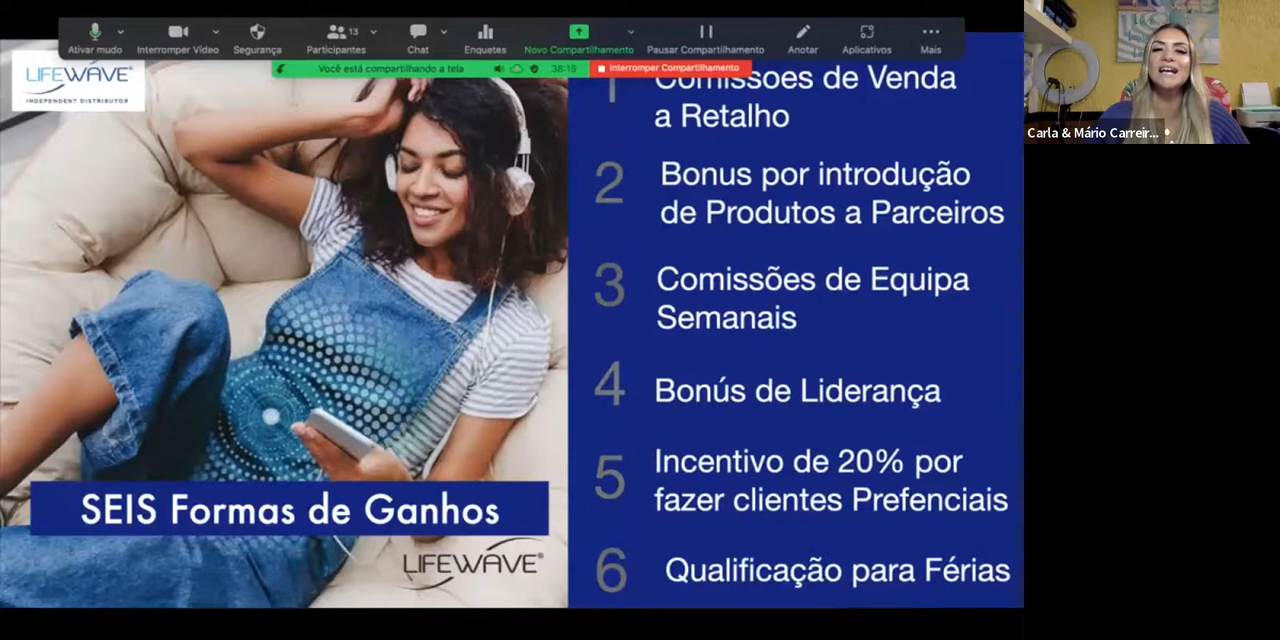 Ativar mudo
Interromper Vídeo
Segurança
13
Participantes
Chat
Enquetes
Novo Compartilhamento
Pausar Compartilhamento
Anotar
Aplicativos
Mais
Você está compartilhando a tela
38:15
Interromper Compartilhamento
LIFEWAVE®
INDEPENDENT DISTRIBUTOR
Carla & Mário Carreir...
1 Comissões de Venda
a Retalho
2 Bonus por introdução
de Produtos a Parceiros
3 Comissões de Equipa
Semanais
4 Bonús de Liderança
5 Incentivo de 20% por
fazer clientes Prefenciais
6 Qualificação para Férias
SEIS Formas de Ganhos
LIFEWAVE®